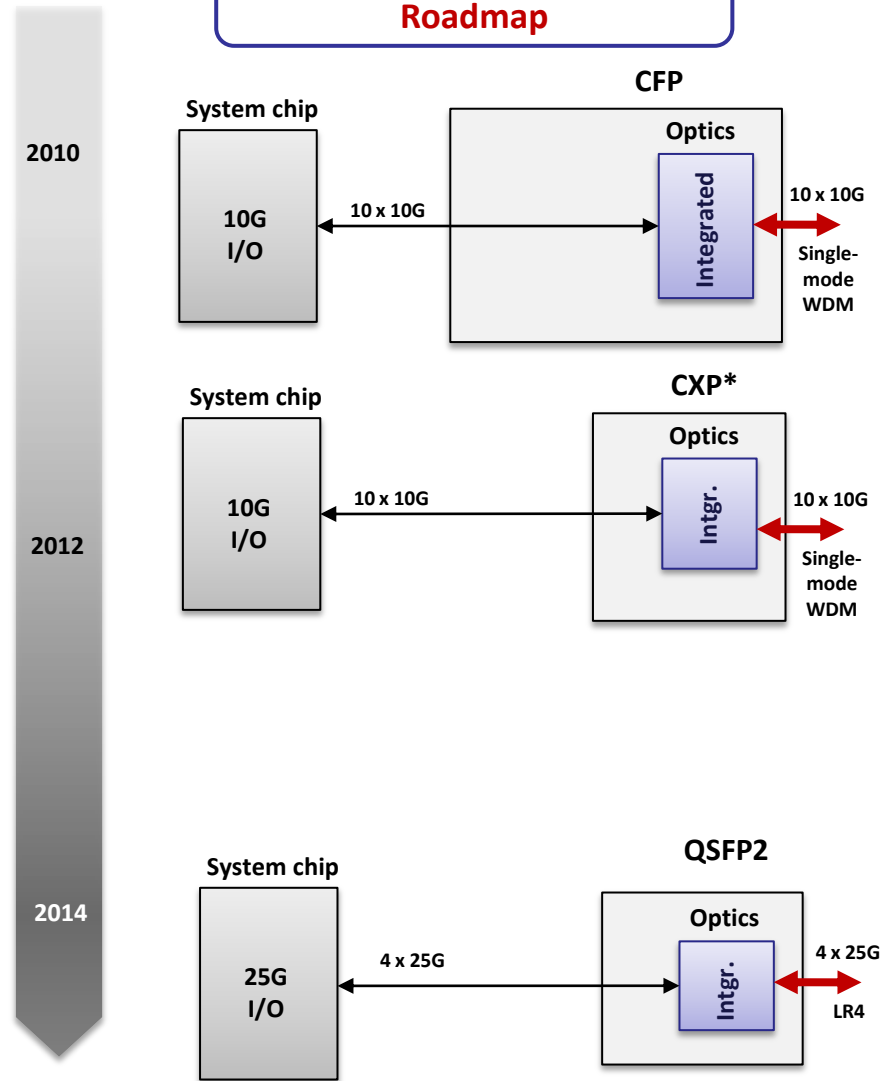 Roadmap
2010
System chip
10G
I/O
10 x 10G
CFP
Optics
Integrated
10 x 10G
Single-
mode
WDM
2012
System chip
10G
I/O
10 x 10G
CXP*
Optics
Intgr.
10 x 10G
Single-
mode
WDM
2014
System chip
25G
I/O
4 x 25G
QSFP2
Optics
Intgr.
4 x 25G
LR4